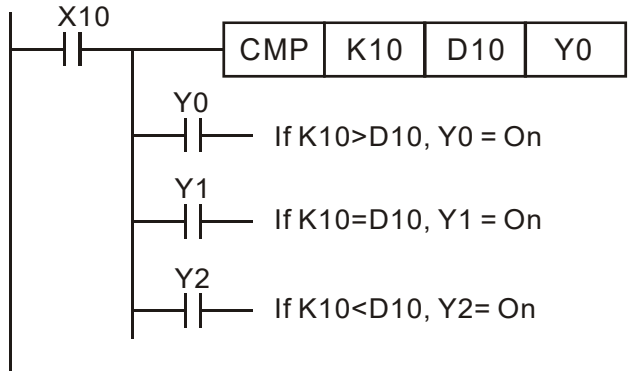 X10
CMP K10 D10 Y0
Y0
If K10>D10, Y0 = On
Y1
If K10=D10, Y1 = On
Y2
If K10<D10, Y2= On